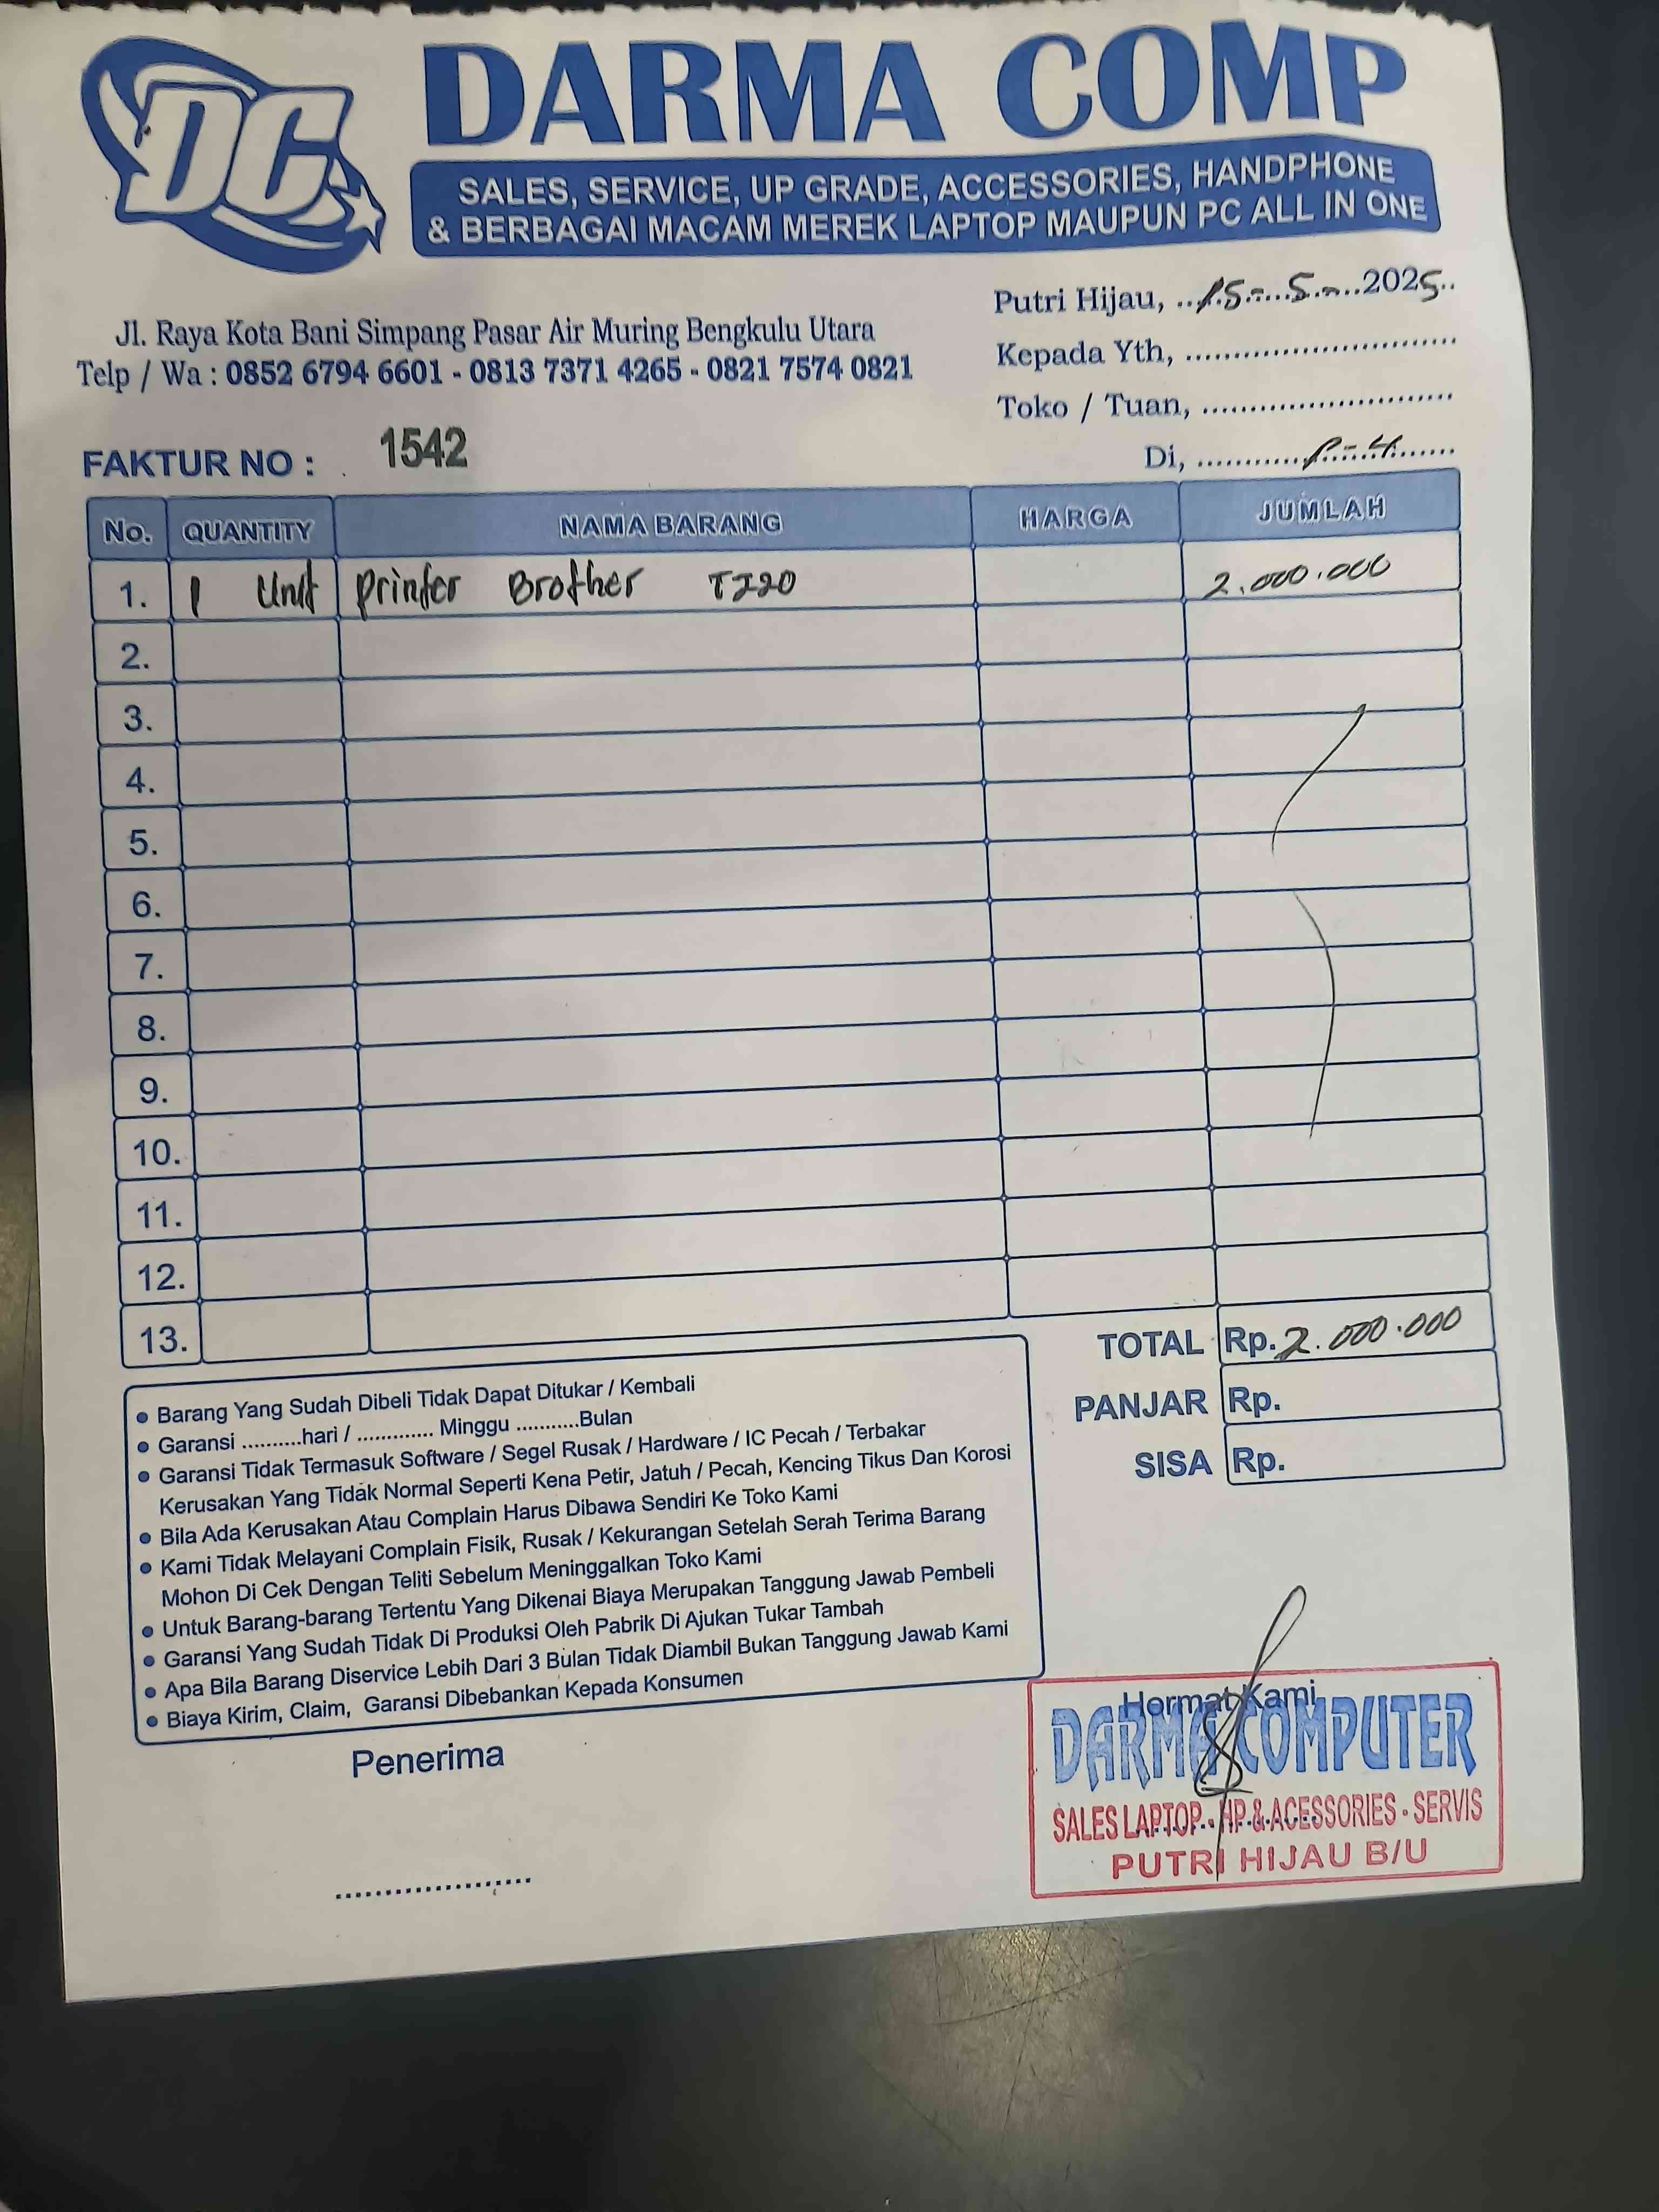 DC
DARMA COMP
SALES, SERVICE, UP GRADE, ACCESSORIES, HANDPHONE
& BERBAGAI MACAM MEREK LAPTOP MAUPUN PC ALL IN ONE
Jl. Raya Kota Bani Simpang Pasar Air Muring Bengkulu Utara
Telp / Wa : 0852 6794 6601 - 0813 7371 4265 - 0821 7574 0821
Putri Hijau, ..15-....5-....2025..
Kepada Yth, ............................
Toko / Tuan, ..........................
FAKTUR NO : 1542
Di, ...........P-H.......
No. QUANTITY NAMA BARANG HARGA JUMLAH
1. 1 Unit Printer Brother T220 2.000.000
2.
3.
4.
5.
6.
7.
8.
9.
10.
11.
12.
13.
TOTAL Rp. 2.000.000
PANJAR Rp.
SISA Rp.
• Barang Yang Sudah Dibeli Tidak Dapat Ditukar / Kembali
• Garansi ..........hari / ............. Minggu ...........Bulan
• Garansi Tidak Termasuk Software / Segel Rusak / Hardware / IC Pecah / Terbakar
Kerusakan Yang Tidak Normal Seperti Kena Petir, Jatuh / Pecah, Kencing Tikus Dan Korosi
• Bila Ada Kerusakan Atau Complain Harus Dibawa Sendiri Ke Toko Kami
• Kami Tidak Melayani Complain Fisik, Rusak / Kekurangan Setelah Serah Terima Barang
Mohon Di Cek Dengan Teliti Sebelum Meninggalkan Toko Kami
• Untuk Barang-barang Tertentu Yang Dikenai Biaya Merupakan Tanggung Jawab Pembeli
• Garansi Yang Sudah Tidak Di Produksi Oleh Pabrik Di Ajukan Tukar Tambah
• Apa Bila Barang Diservice Lebih Dari 3 Bulan Tidak Diambil Bukan Tanggung Jawab Kami
• Biaya Kirim, Claim, Garansi Dibebankan Kepada Konsumen
Penerima
....................
Hormat Kami
DARMA COMPUTER
SALES LAPTOP - HP & ACESSORIES - SERVIS
PUTRI HIJAU B/U